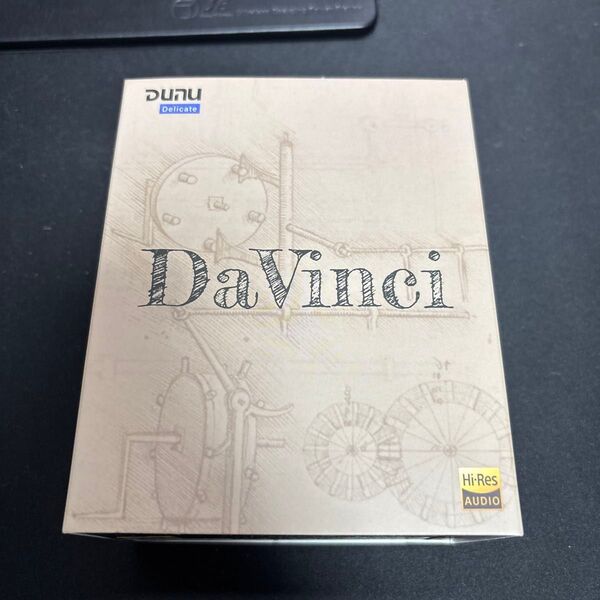 DUNU
Delicate
DaVinci
Hi-Res
AUDIO